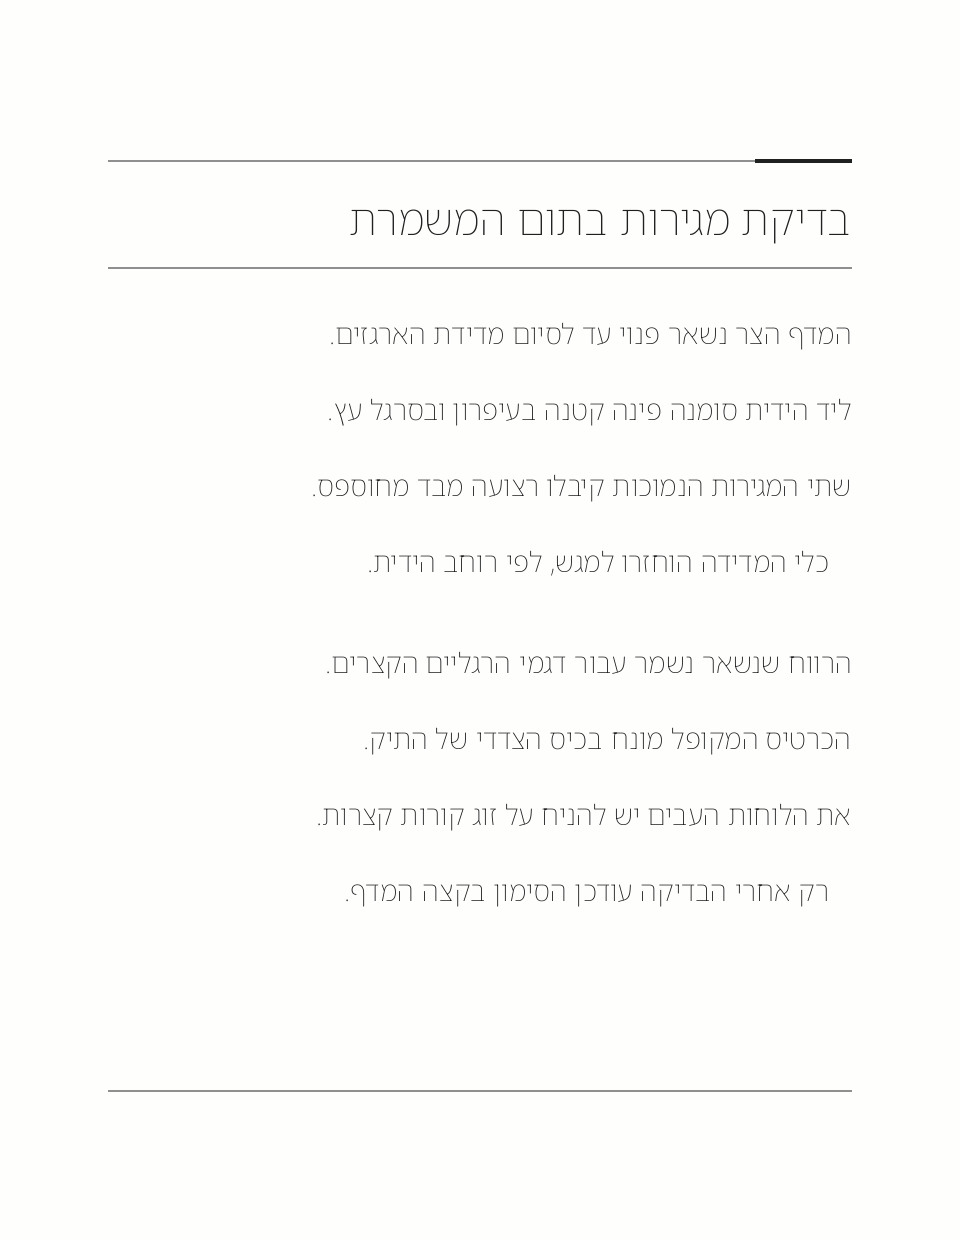 בדיקת מגירות בתום המשמרת
המדף הצר נשאר פנוי עד לסיום מדידת הארגזים.
ליד הידית סומנה פינה קטנה בעיפרון ובסרגל עץ.
שתי המגירות הנמוכות קיבלו רצועה מבד מחוספס.
כלי המדידה הוחזרו למגש, לפי רוחב הידית.
הרווח שנשאר נשמר עבור דגמי הרגליים הקצרים.
הכרטיס המקופל מונח בכיס הצדדי של התיק.
את הלוחות העבים יש להניח על זוג קורות קצרות.
רק אחרי הבדיקה עודכן הסימון בקצה המדף.